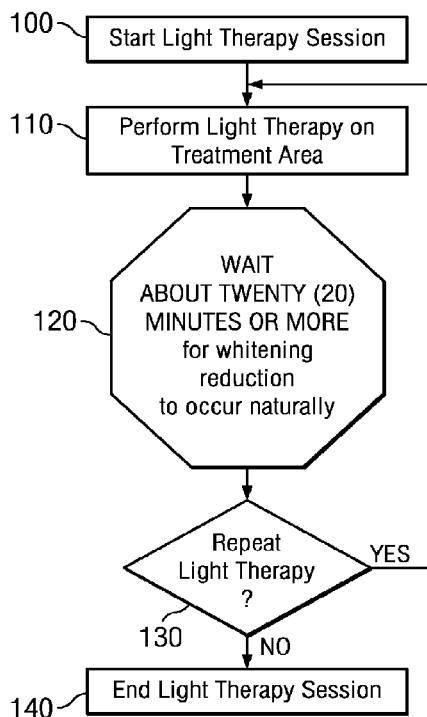 100
Start Light Therapy Session
110
Perform Light Therapy on
Treatment Area
120
WAIT
ABOUT TWENTY (20)
MINUTES OR MORE
for whitening
reduction
to occur naturally
Repeat
Light Therapy
?
YES
130
NO
140
End Light Therapy Session